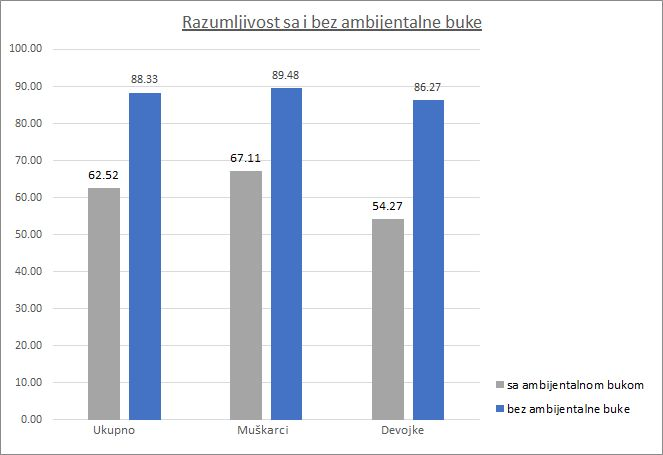 Razumljivost sa i bez ambijentalne buke
100.00
90.00
80.00
70.00
60.00
50.00
40.00
30.00
20.00
10.00
0.00
62.52
88.33
67.11
89.48
54.27
86.27
Ukupno
Muškarci
Devojke
sa ambijentalnom bukom
bez ambijentalne buke